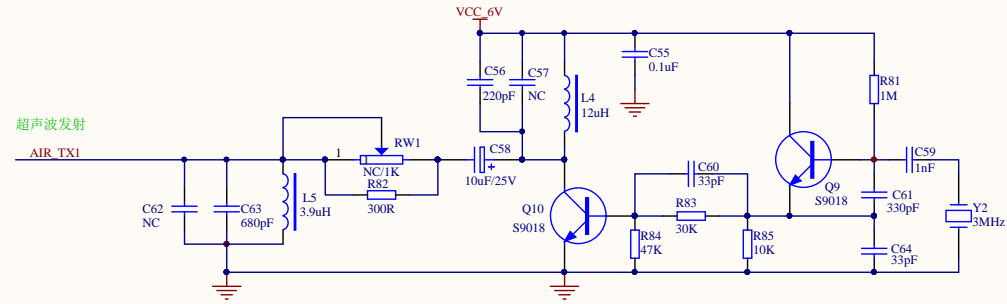 VCC_6V
C56
220pF
C57
NC
L4
12uH
C55
0.1uF
R81
1M
超声波发射
AIR_TX1
1
RW1
NC/1K
R82
300R
C58
+
10uF/25V
C60
33pF
Q9
S9018
C59
1nF
C62
NC
C63
680pF
L5
3.9uH
Q10
S9018
R83
30K
R84
47K
R85
10K
C61
330pF
C64
33pF
Y2
3MHz